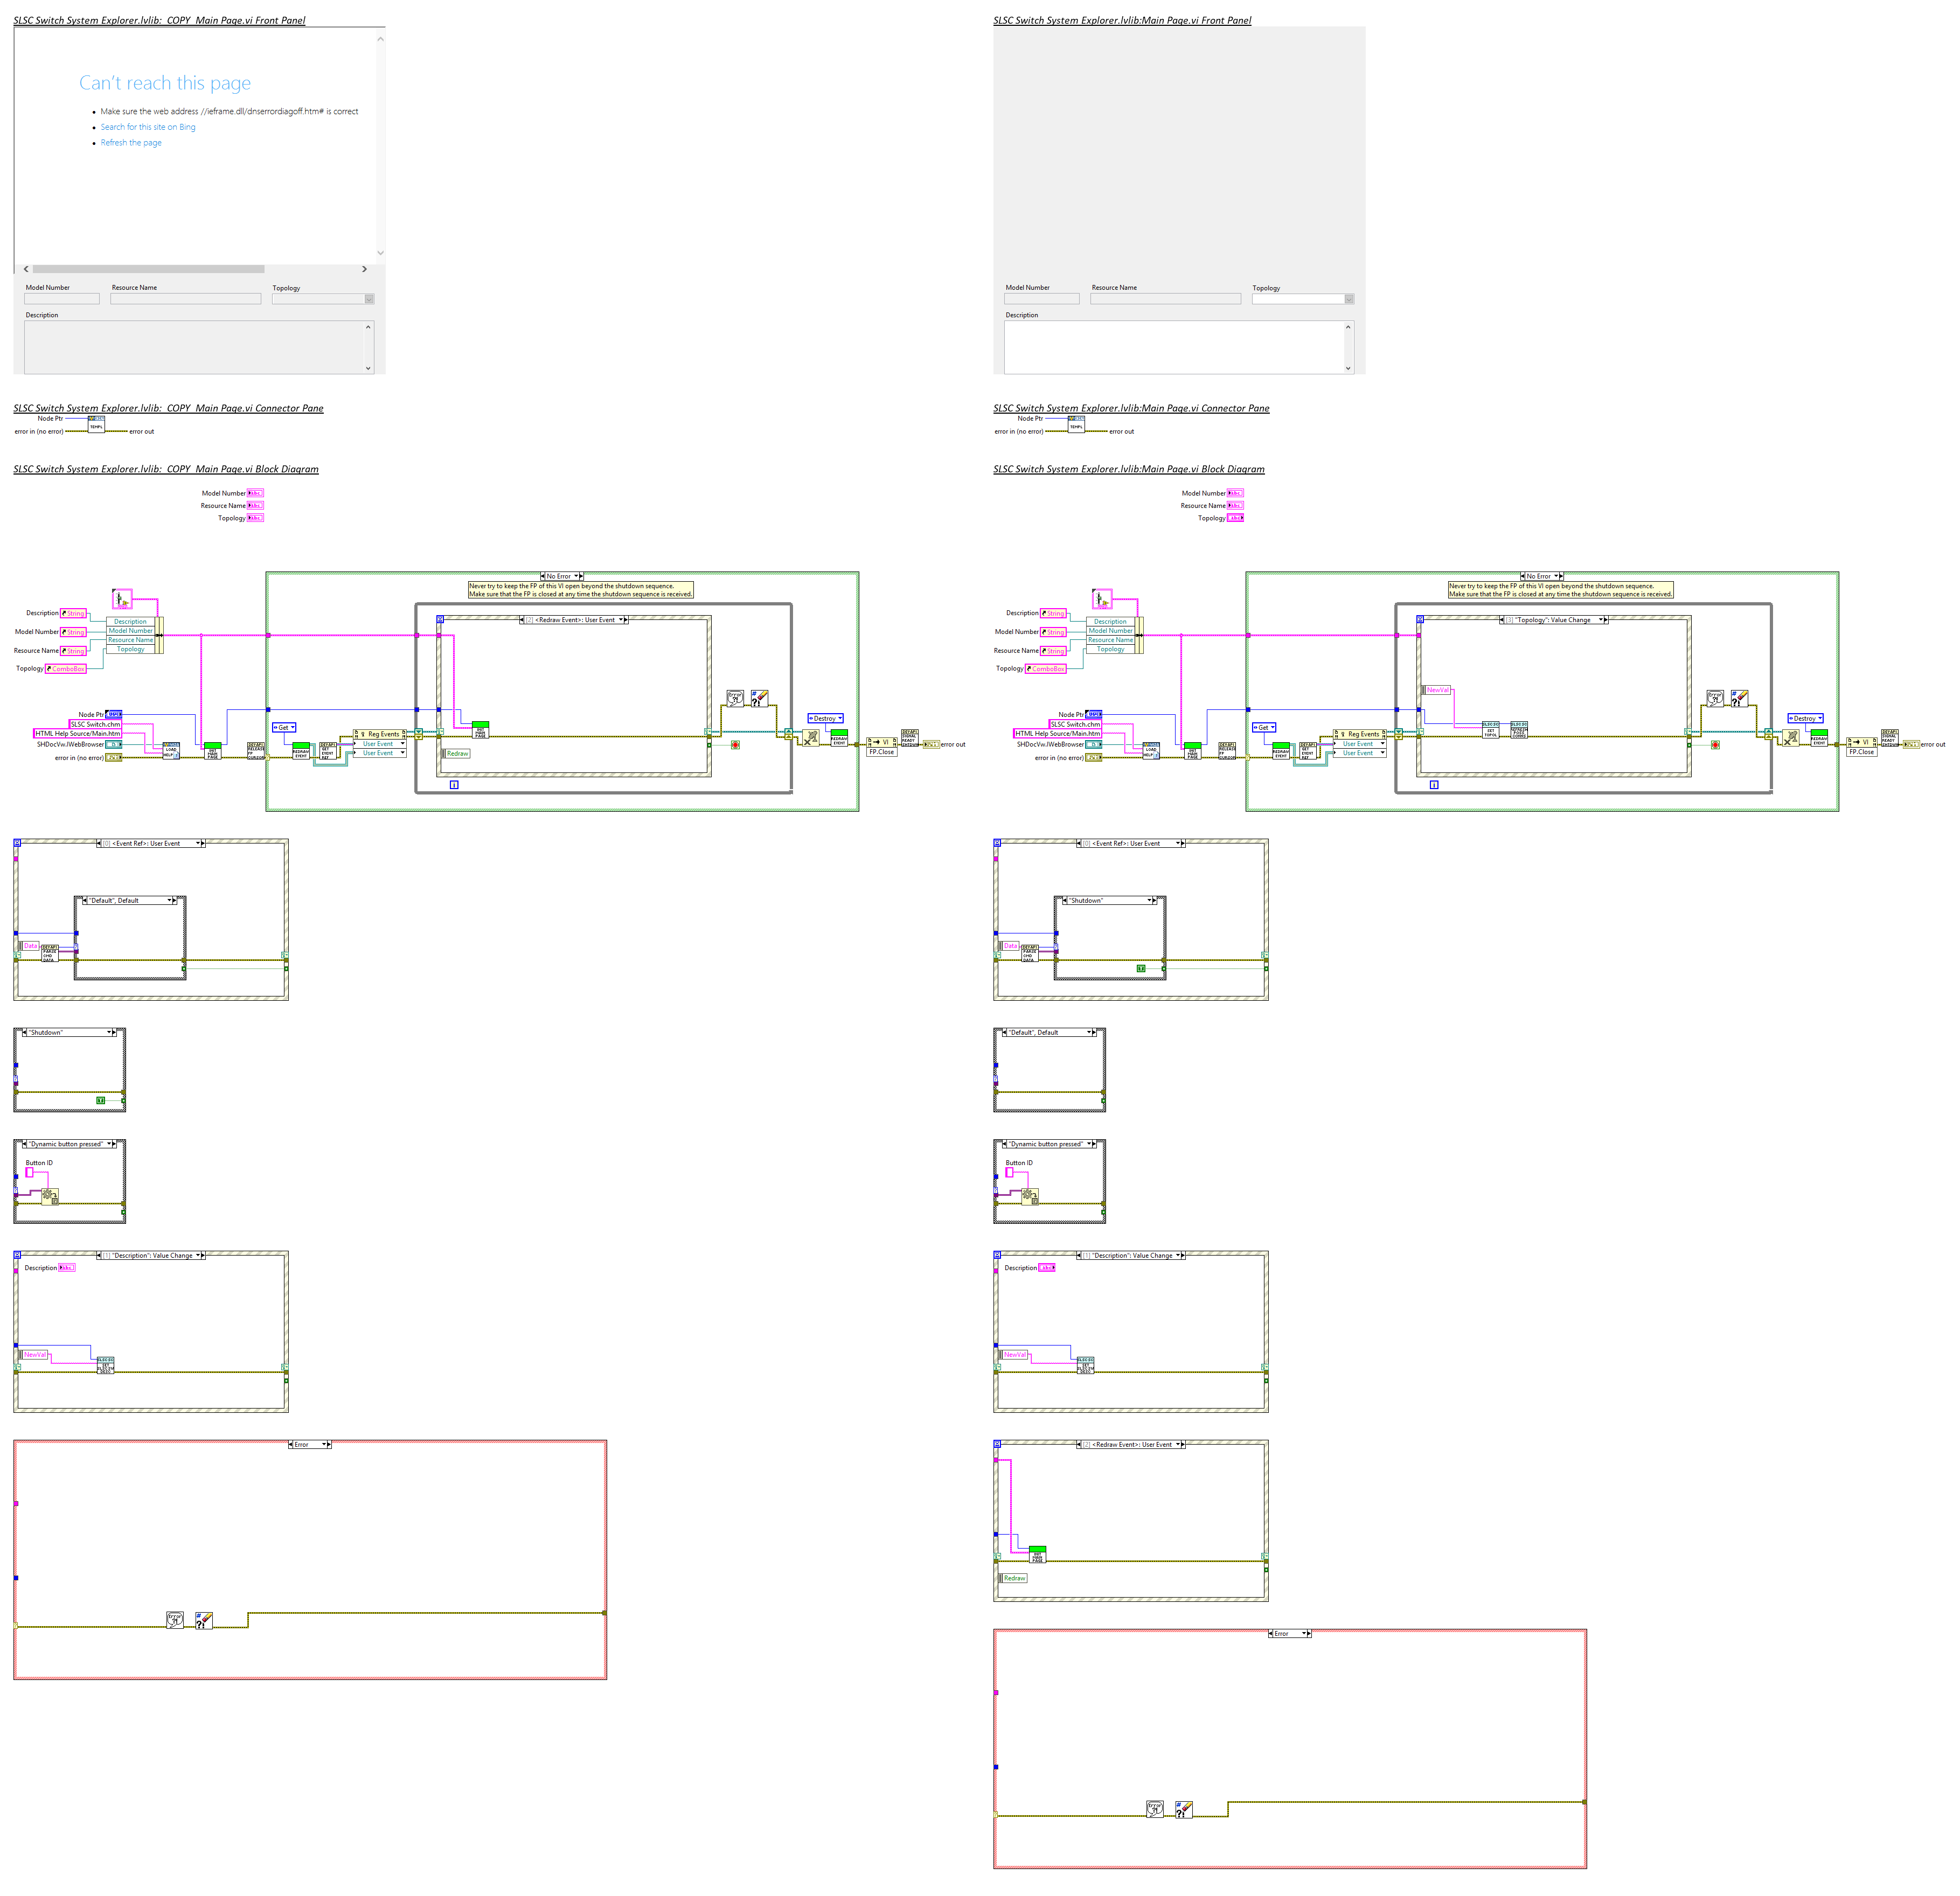 SLSC Switch System Explorer.lvlib:_COPY_Main Page.vi Front Panel
Can't reach this page
Make sure the web address //ieframe.dll/dnserrordiagoff.htm# is correct
Search for this site on Bing
Refresh the page
Model Number
Resource Name
Topology
Description
SLSC Switch System Explorer.lvlib:_COPY_Main Page.vi Connector Pane
Node Ptr
TEMPL
error in (no error)
error out
SLSC Switch System Explorer.lvlib:_COPY_Main Page.vi Block Diagram
Model Number
Resource Name
Topology
No Error
Never try to keep the FP of this VI open beyond the shutdown sequence.
Make sure that the FP is closed at any time the shutdown sequence is received.
Description String
Model Number String
Resource Name String
Topology ComboBox
Description
Model Number
Resource Name
Topology
[2] <Redraw Event>: User Event
Node Ptr
SLSC Switch.chm
HTML Help Source/Main.htm
SHDocVw.IWebBrowser
error in (no error)
Get
Reg Events
User Event
User Event
Redraw
Destroy
VI
FP.Close
error out
[0] <Event Ref>: User Event
"Default", Default
Data
"Shutdown"
"Dynamic button pressed"
Button ID
[1] "Description": Value Change
Description
NewVal
Error
SLSC Switch System Explorer.lvlib:Main Page.vi Front Panel
Model Number
Resource Name
Topology
Description
SLSC Switch System Explorer.lvlib:Main Page.vi Connector Pane
Node Ptr
TEMPL
error in (no error)
error out
SLSC Switch System Explorer.lvlib:Main Page.vi Block Diagram
Model Number
Resource Name
Topology
No Error
Never try to keep the FP of this VI open beyond the shutdown sequence.
Make sure that the FP is closed at any time the shutdown sequence is received.
Description String
Model Number String
Resource Name String
Topology ComboBox
Description
Model Number
Resource Name
Topology
[3] "Topology": Value Change
NewVal
Node Ptr
SLSC Switch.chm
HTML Help Source/Main.htm
SHDocVw.IWebBrowser
error in (no error)
Get
Reg Events
User Event
User Event
Destroy
VI
FP.Close
error out
[0] <Event Ref>: User Event
"Shutdown"
Data
"Default", Default
"Dynamic button pressed"
Button ID
[1] "Description": Value Change
Description
NewVal
[2] <Redraw Event>: User Event
Redraw
Error